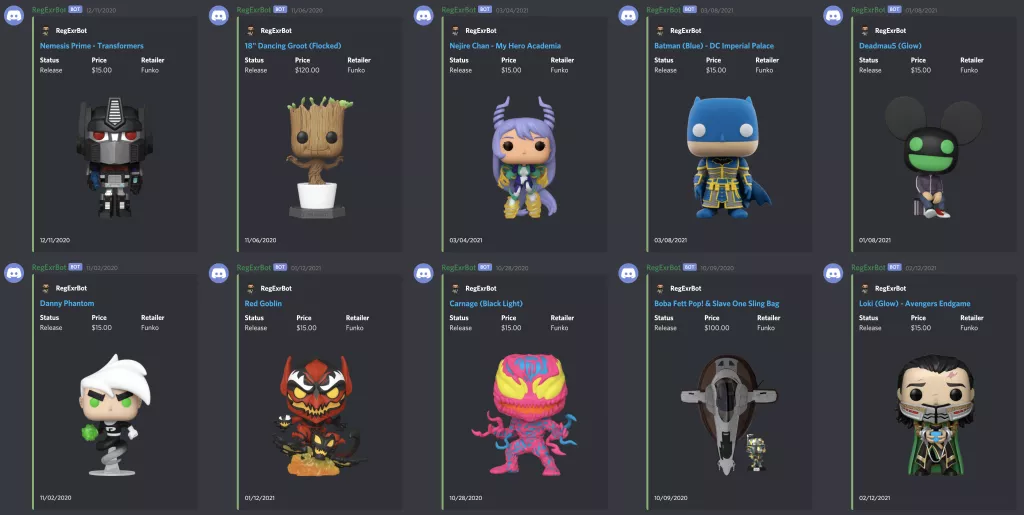 RegExrBot BOT 12/11/2020
RegExrBot
Nemesis Prime - Transformers
Status Price Retailer
Release $15.00 Funko
12/11/2020
RegExrBot BOT 11/06/2020
RegExrBot
18" Dancing Groot (Flocked)
Status Price Retailer
Release $120.00 Funko
11/06/2020
RegExrBot BOT 03/04/2021
RegExrBot
Nejire Chan - My Hero Academia
Status Price Retailer
Release $15.00 Funko
03/04/2021
RegExrBot BOT 03/08/2021
RegExrBot
Batman (Blue) - DC Imperial Palace
Status Price Retailer
Release $15.00 Funko
03/08/2021
RegExrBot BOT 01/08/2021
RegExrBot
Deadmau5 (Glow)
Status Price Retailer
Release $15.00 Funko
01/08/2021
RegExrBot BOT 11/02/2020
RegExrBot
Danny Phantom
Status Price Retailer
Release $15.00 Funko
11/02/2020
RegExrBot BOT 01/12/2021
RegExrBot
Red Goblin
Status Price Retailer
Release $15.00 Funko
01/12/2021
RegExrBot BOT 10/28/2020
RegExrBot
Carnage (Black Light)
Status Price Retailer
Release $15.00 Funko
10/28/2020
RegExrBot BOT 10/09/2020
RegExrBot
Boba Fett Pop! & Slave One Sling Bag
Status Price Retailer
Release $100.00 Funko
10/09/2020
RegExrBot BOT 02/12/2021
RegExrBot
Loki (Glow) - Avengers Endgame
Status Price Retailer
Release $15.00 Funko
02/12/2021